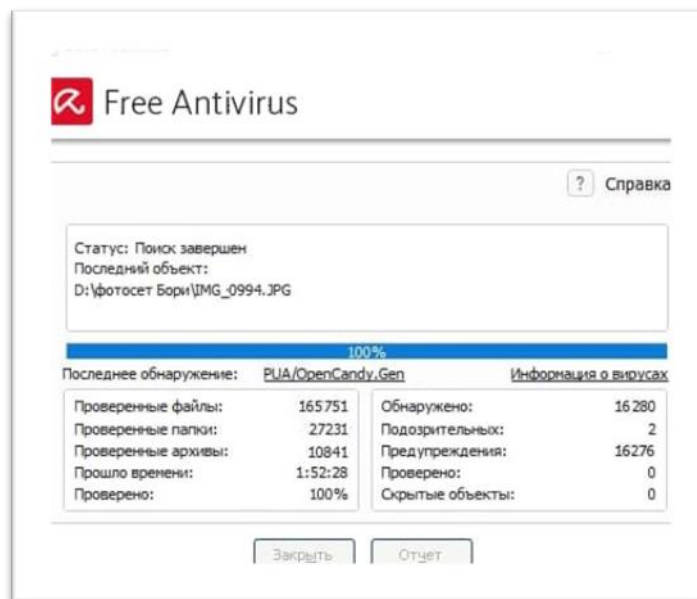 Free Antivirus
? Справка
Статус: Поиск завершен
Последний объект:
D:\фотосет Бори\IMG_0994.JPG
100%
Последнее обнаружение: PUA/OpenCandy.Gen Информация о вирусах
Проверенные файлы: 165751 Обнаружено: 16280
Проверенные папки: 27231 Подозрительных: 2
Проверенные архивы: 10841 Предупреждения: 16276
Прошло времени: 1:52:28 Проверено: 0
Проверено: 100% Скрытые объекты: 0
Закрыть Отчет